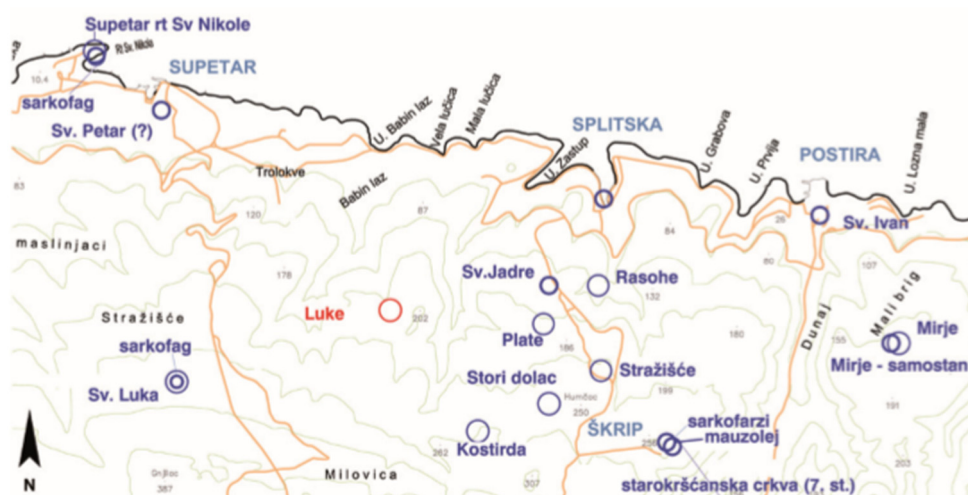 Supetar rt Sv Nikole
Rt Sv. Nikola
10,4
SUPETAR
sarkofag
Sv. Petar (?)
U. Babin laz
Vela lučica
Mala lučica
SPLITSKA
U. Zastup
U. Grabova
U. Prvija
POSTIRA
U. Lozna mala
Trolokve
Babin laz
83
120
87
84
26
Sv. Ivan
maslinjaci
178
Sv.Jadre
Rasohe
132
80
107
Luke
202
Stražišće
Plate
186
180
Dunaj
Malibrig
155
Mirje
Mirje - samostan
sarkofag
Sv. Luka
Stori dolac
Stražišće
199
191
Humčac
250
ŠKRIP
sarkofarzi
mauzolej
258
Kostirda
262
203
Milovica
387
307
starokršćanska crkva (7. st.)
N